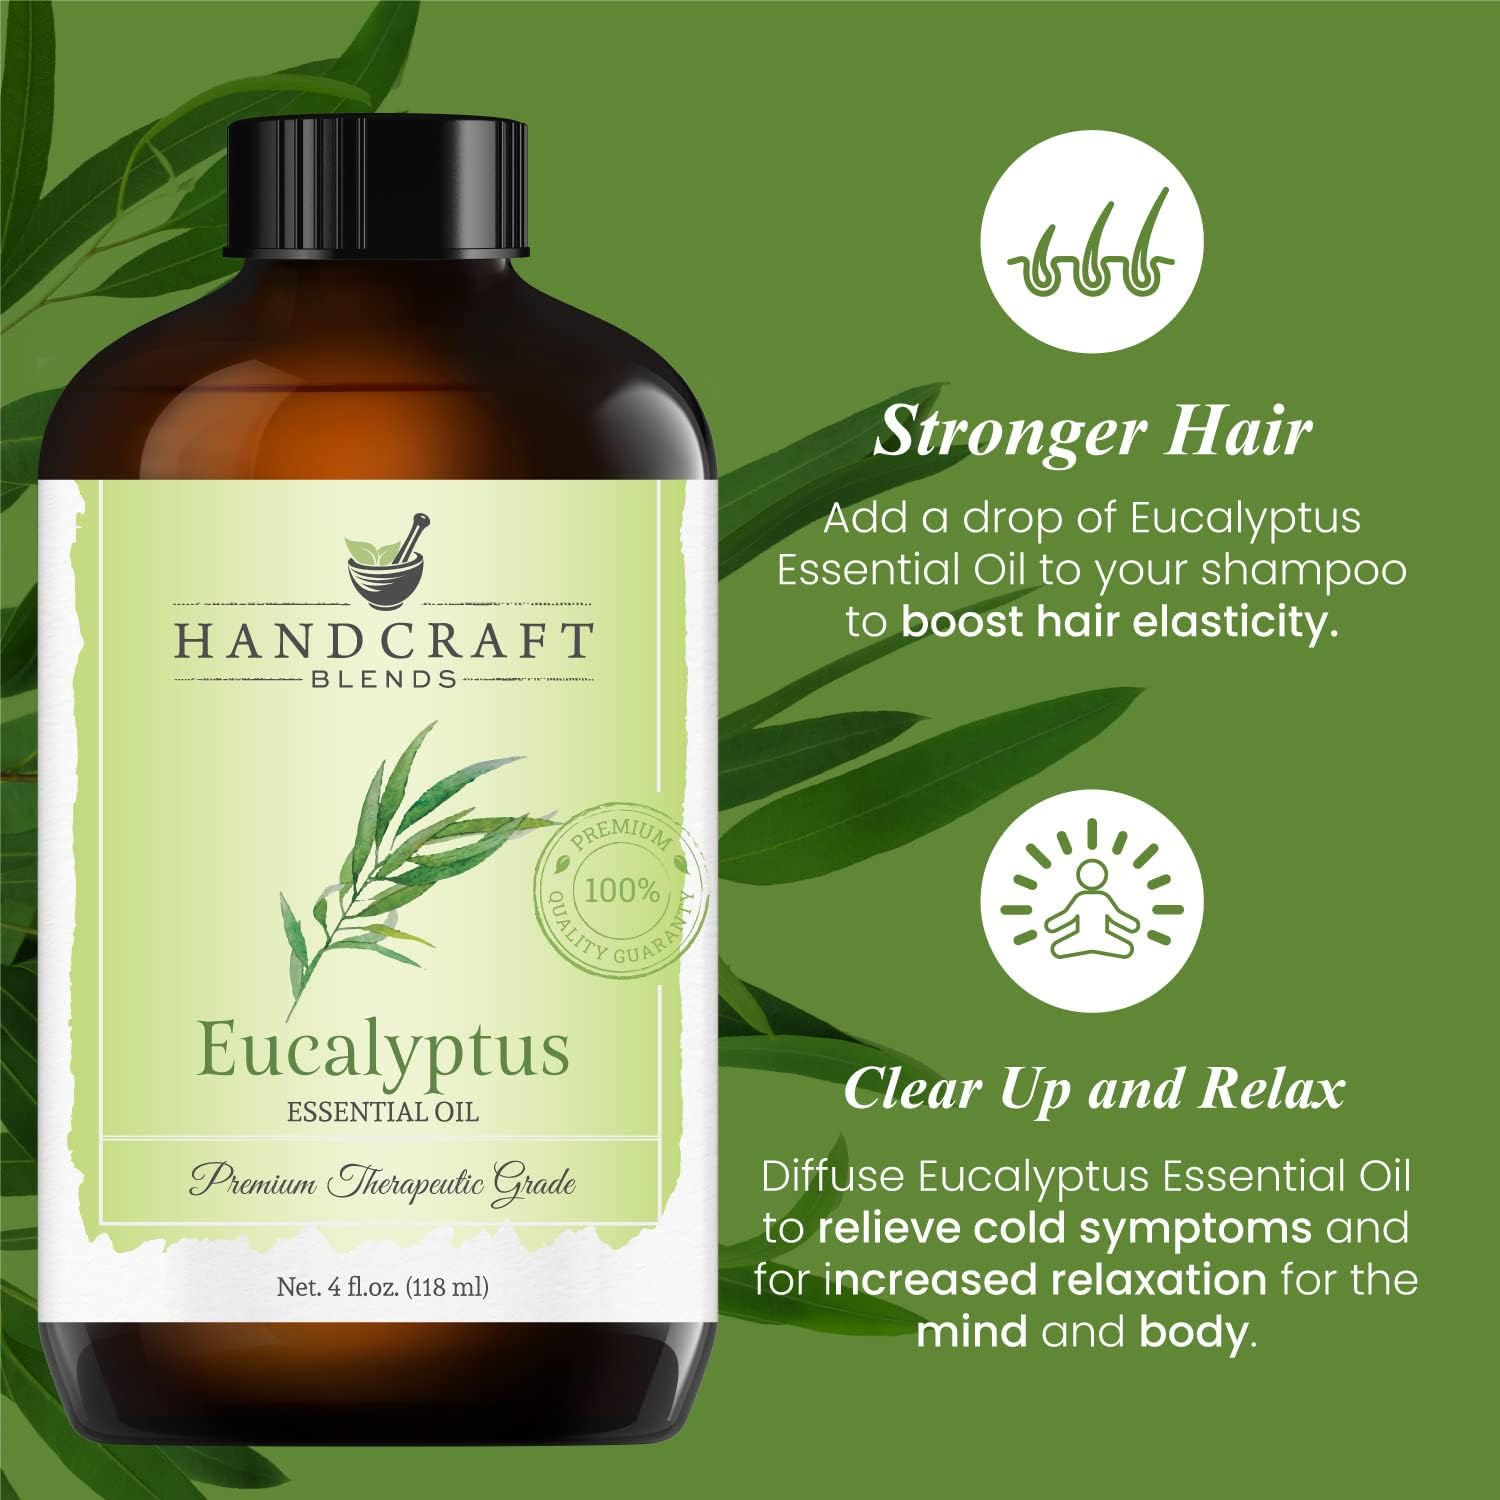 HANDCRAFT
BLENDS
PREMIUM
100%
QUALITY GUARANTY
Eucalyptus
ESSENTIAL OIL
Premium Therapeutic Grade
Net. 4 fl.oz. (118 ml)
Stronger Hair
Add a drop of Eucalyptus
Essential Oil to your shampoo
to boost hair elasticity.
Clear Up and Relax
Diffuse Eucalyptus Essential Oil
to relieve cold symptoms and
for increased relaxation for the
mind and body.